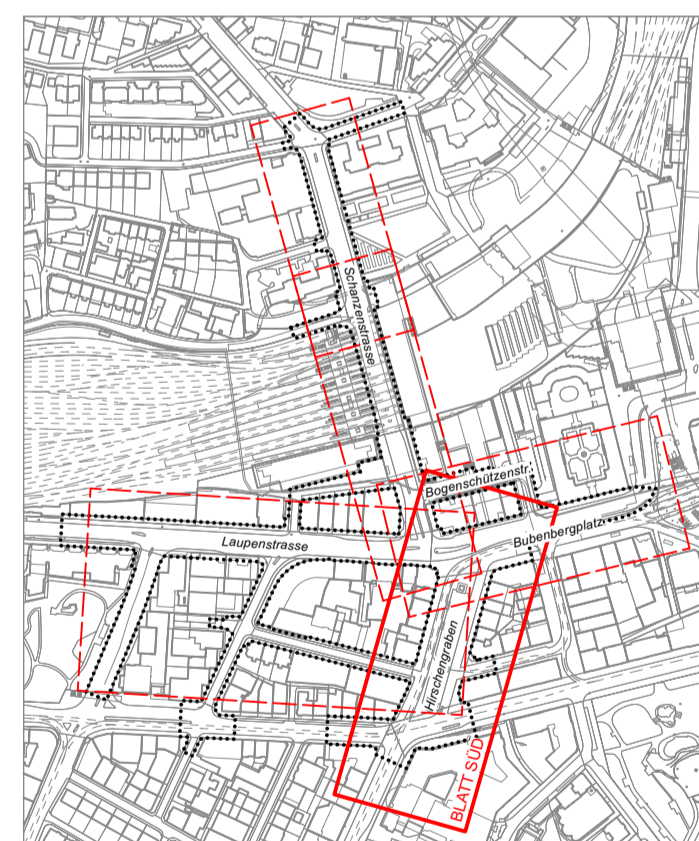 Schanzenstrasse
Bogenschützenstr.
Bubenbergplatz
Laupenstrasse
Hirschengraben
BLATT SÜD